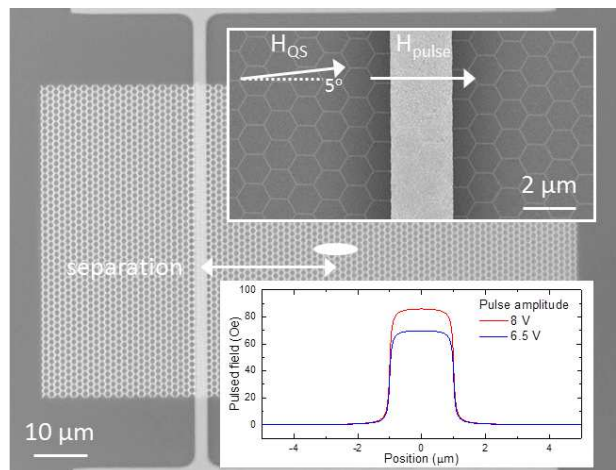 H_QS
H_pulse
5°
2 μm
separation
10 μm
Pulsed field (Oe)
100
80
60
40
20
0
Pulse amplitude
8 V
6.5 V
-4
-2
0
2
4
Position (μm)